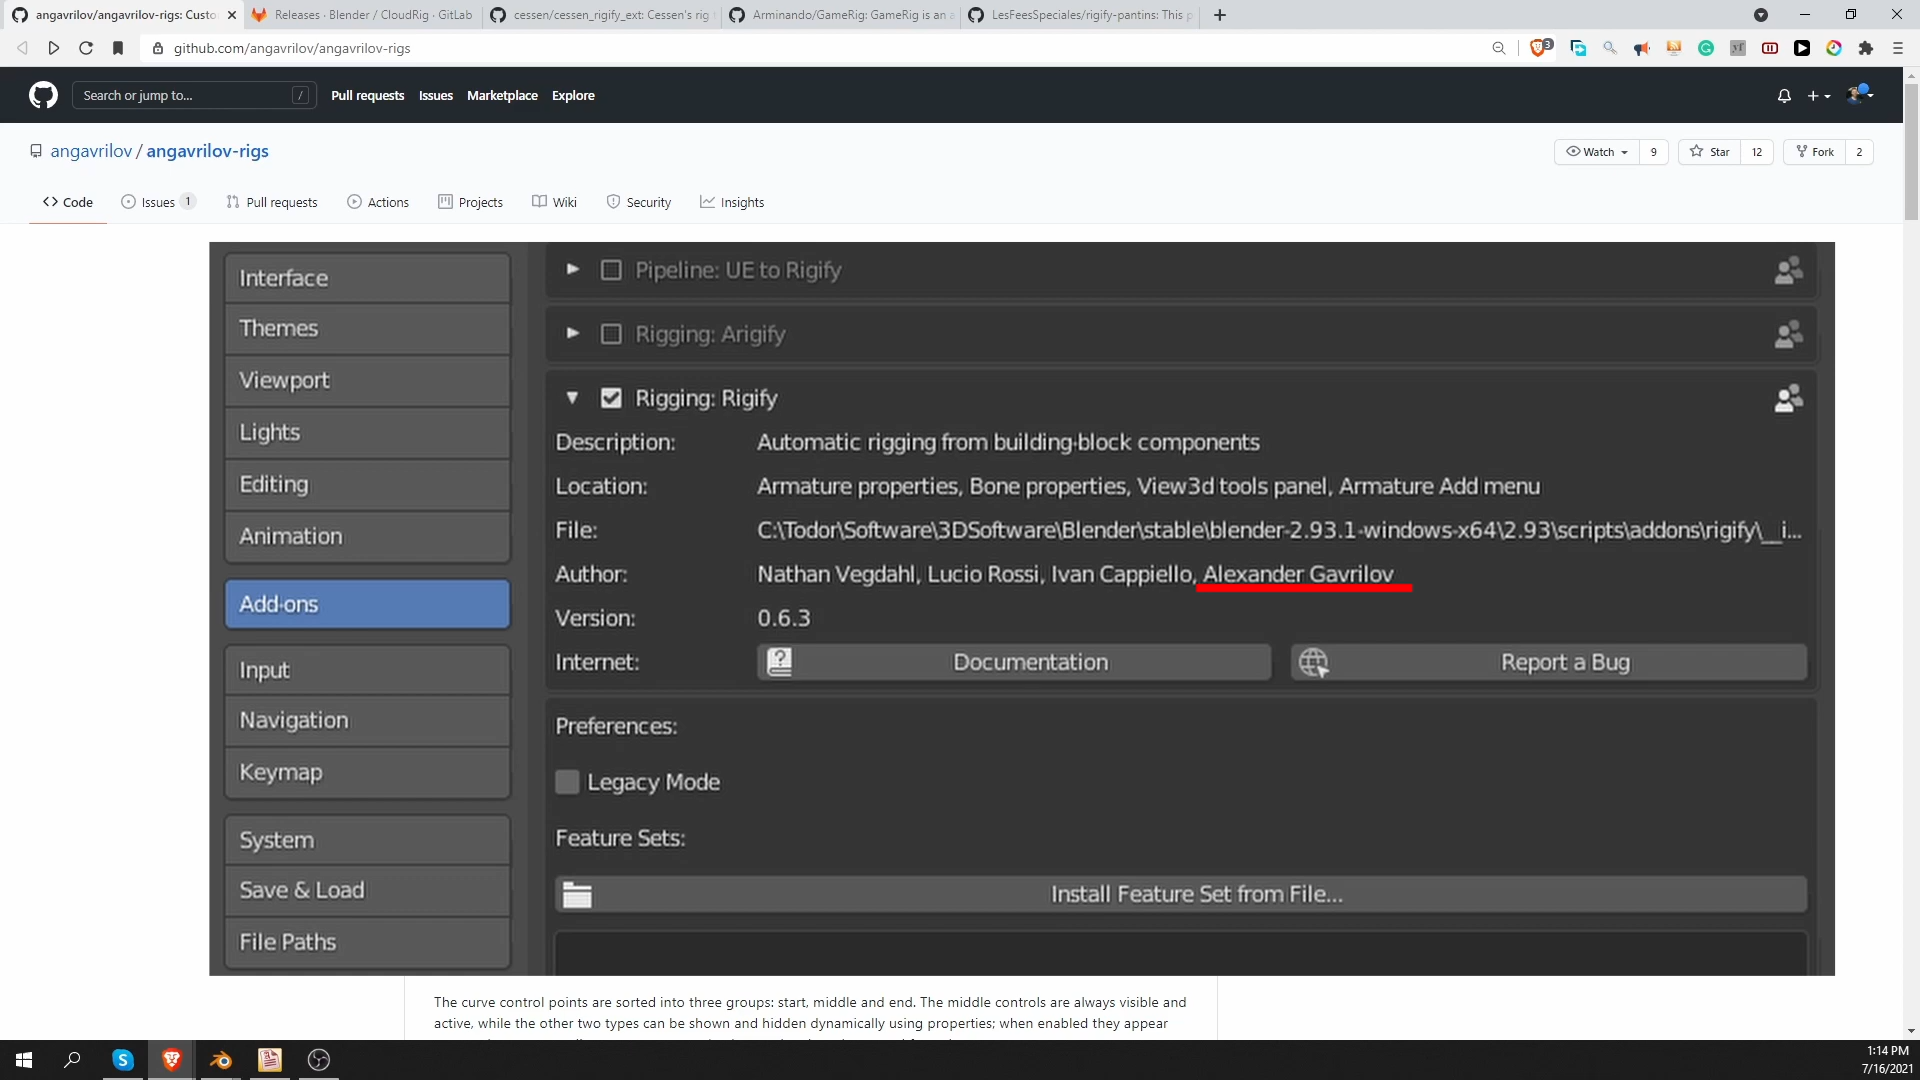 angavrilov/angavrilov-rigs: Custo
Releases · Blender / CloudRig · GitLab
cessen/cessen_rigify_ext: Cessen's rig
Arminando/GameRig: GameRig is an a
LesFeesSpeciales/rigify-pantins: This p
github.com/angavrilov/angavrilov-rigs
3
Search or jump to...
/
Pull requests
Issues
Marketplace
Explore
angavrilov / angavrilov-rigs
Watch 9
Star 12
Fork 2
Code
Issues 1
Pull requests
Actions
Projects
Wiki
Security
Insights
Interface
Themes
Viewport
Lights
Editing
Animation
Add-ons
Input
Navigation
Keymap
System
Save & Load
File Paths
Pipeline: UE to Rigify
Rigging: Arigify
Rigging: Rigify
Description: Automatic rigging from building-block components
Location: Armature properties, Bone properties, View3d tools panel, Armature Add menu
File: C:\Todor\Software\3DSoftware\Blender\stable\blender-2.93.1-windows-x64\2.93\scripts\addons\rigify\__i...
Author: Nathan Vegdahl, Lucio Rossi, Ivan Cappiello, Alexander Gavrilov
Version: 0.6.3
Internet: Documentation Report a Bug
Preferences:
Legacy Mode
Feature Sets:
Install Feature Set from File...
The curve control points are sorted into three groups: start, middle and end. The middle controls are always visible and
active, while the other two types can be shown and hidden dynamically using properties; when enabled they appear
1:14 PM
7/16/2021